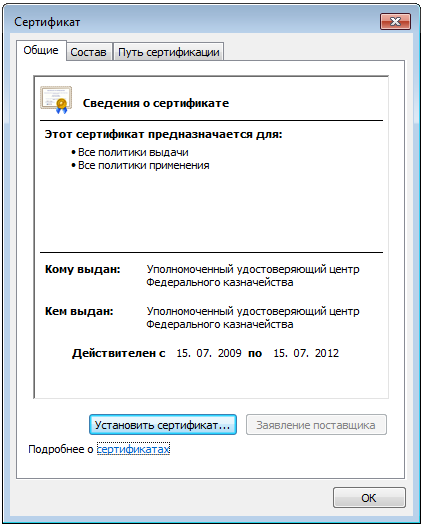 Сертификат
Общие Состав Путь сертификации
Сведения о сертификате
Этот сертификат предназначается для:
• Все политики выдачи
• Все политики применения
Кому выдан: Уполномоченный удостоверяющий центр
Федерального казначейства
Кем выдан: Уполномоченный удостоверяющий центр
Федерального казначейства
Действителен с 15. 07. 2009 по 15. 07. 2012
Установить сертификат... Заявление поставщика
Подробнее о сертификатах
ОК